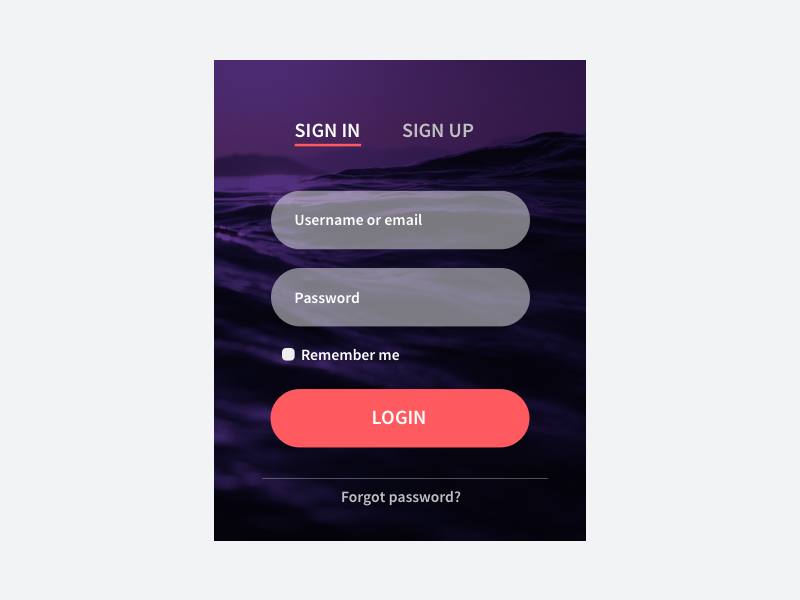 SIGN IN SIGN UP
Username or email
Password
Remember me
LOGIN
Forgot password?